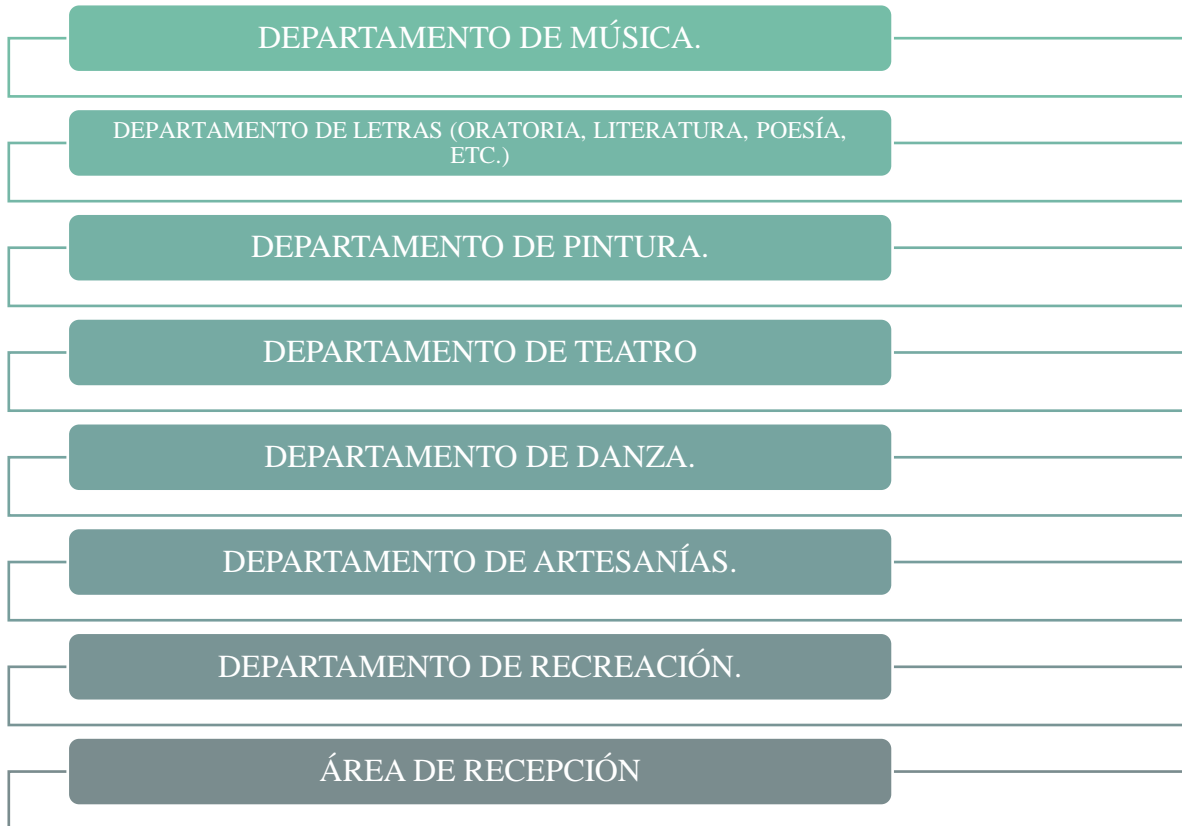 DEPARTAMENTO DE MÚSICA.
DEPARTAMENTO DE LETRAS (ORATORIA, LITERATURA, POESÍA,
ETC.)
DEPARTAMENTO DE PINTURA.
DEPARTAMENTO DE TEATRO
DEPARTAMENTO DE DANZA.
DEPARTAMENTO DE ARTESANÍAS.
DEPARTAMENTO DE RECREACIÓN.
ÁREA DE RECEPCIÓN